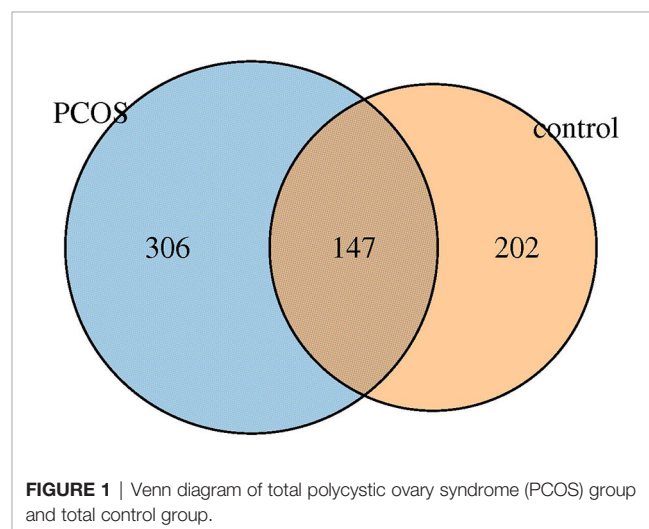 PCOS
control
306 147 202
FIGURE 1 | Venn diagram of total polycystic ovary syndrome (PCOS) group
and total control group.